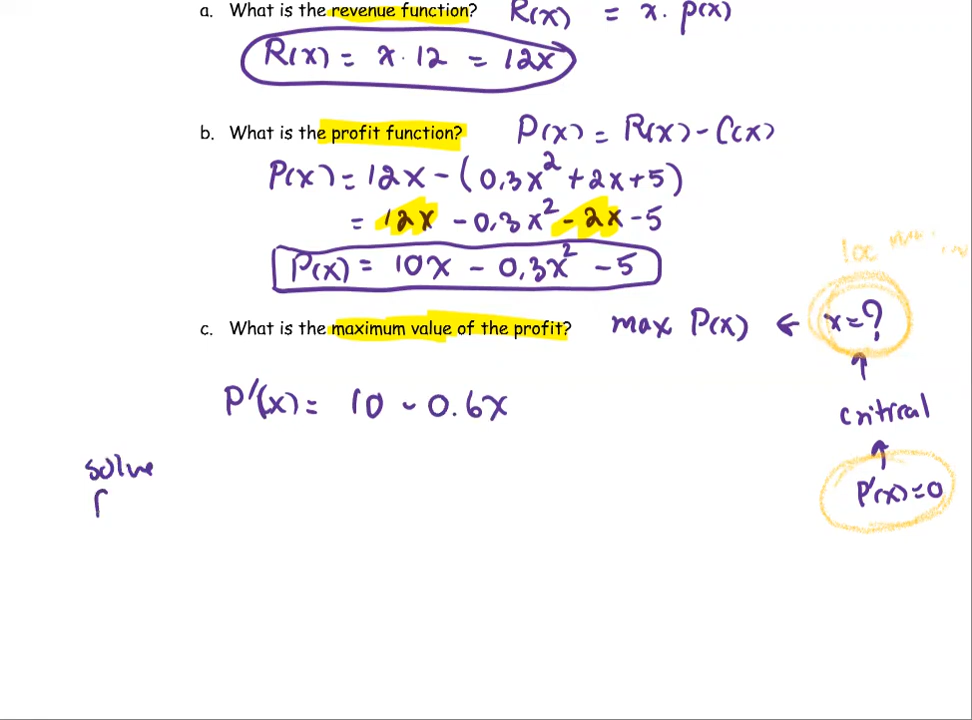 a. What is the revenue function? R(x) = x. p(x)
R(x) = x · 12 = 12x
b. What is the profit function? P(x) = R(x) - C(x)
P(x) = 12x - (0.3x² + 2x + 5)
= 12x - 0.3x² - 2x - 5
P(x) = 10x - 0.3x² - 5
loc
c. What is the maximum value of the profit? max P(x) ← x = ?
P'(x) = 10 - 0.6x
critical
solve
P'(x) = 0